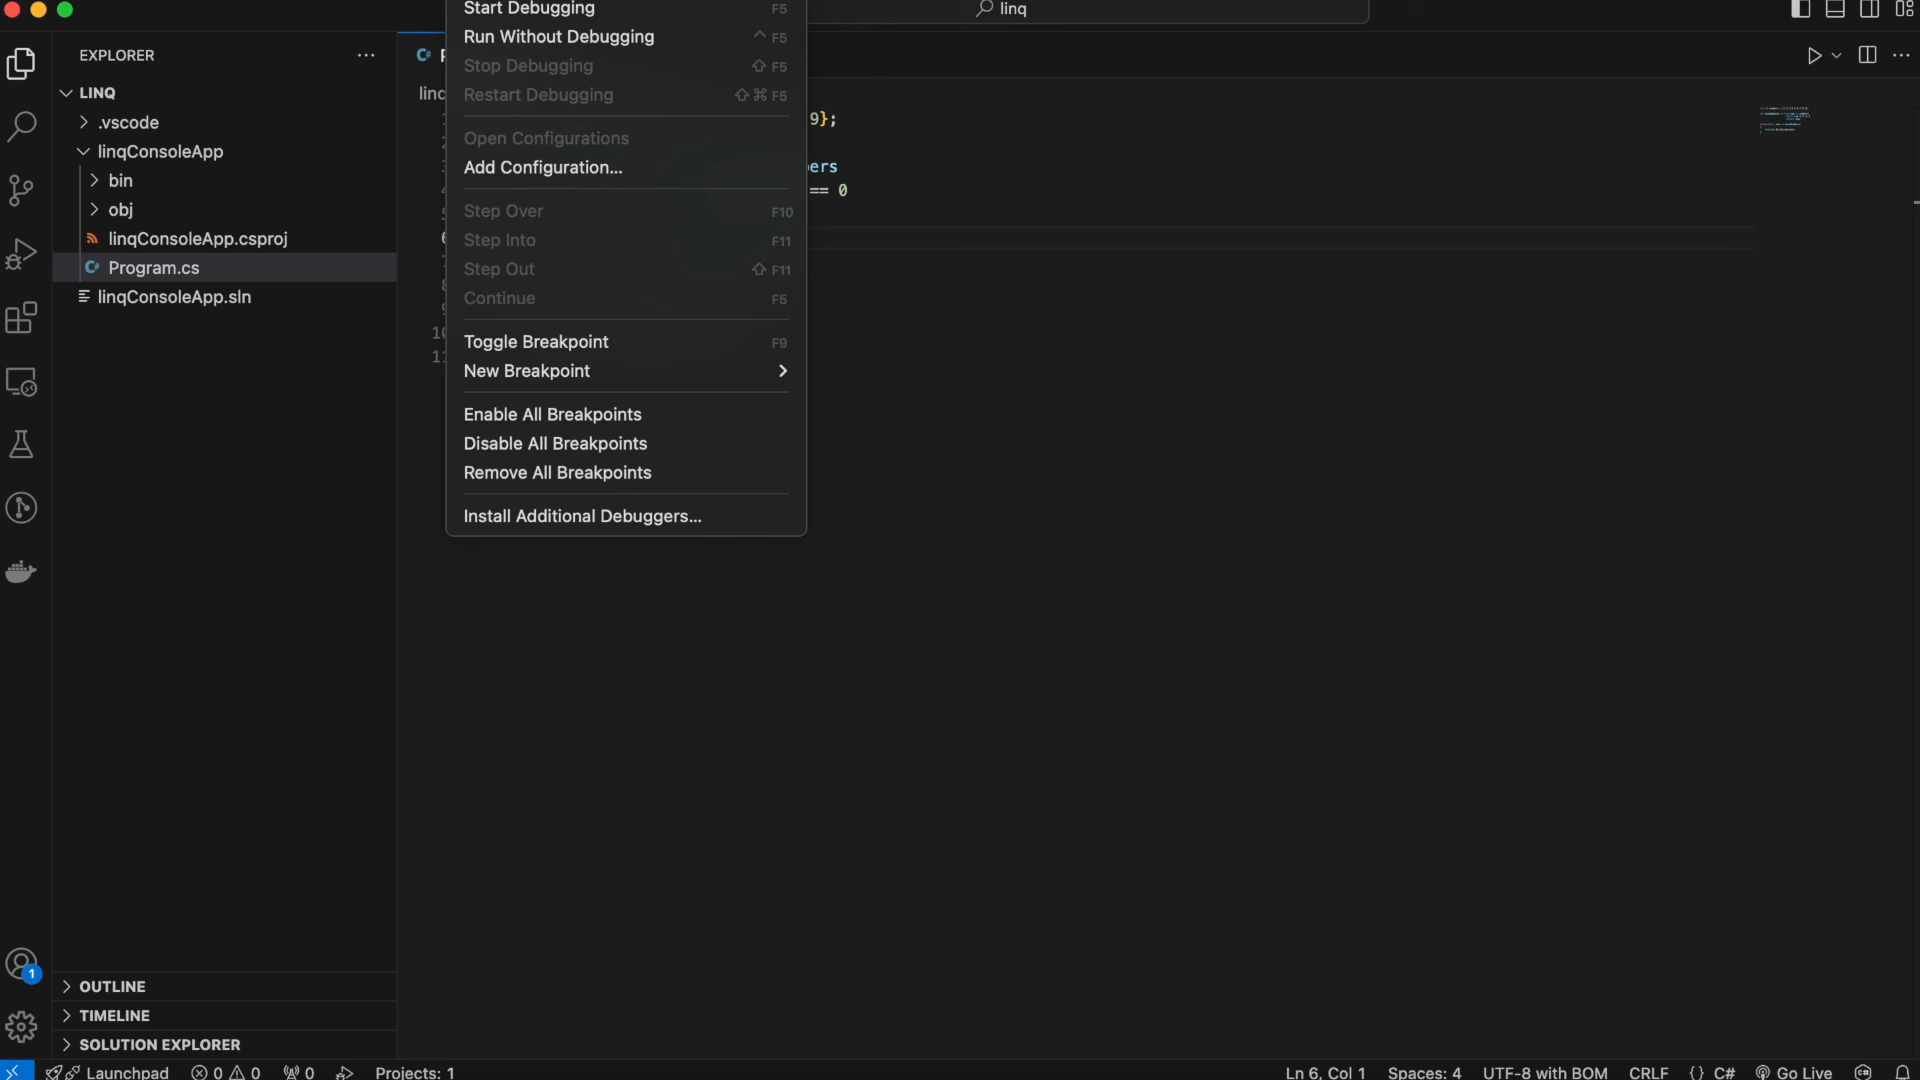 linq
Start Debugging F5
Run Without Debugging ^ F5
Stop Debugging ⇧ F5
Restart Debugging ⇧ ⌘ F5
Open Configurations
Add Configuration...
Step Over F10
Step Into F11
Step Out ⇧ F11
Continue F5
Toggle Breakpoint F9
New Breakpoint
Enable All Breakpoints
Disable All Breakpoints
Remove All Breakpoints
Install Additional Debuggers...
EXPLORER
LINQ
.vscode
linqConsoleApp
bin
obj
linqConsoleApp.csproj
C# Program.cs
linqConsoleApp.sln
OUTLINE
TIMELINE
SOLUTION EXPLORER
C#
linc
9};
ers
== 0
1
Launchpad 0 0 0 Projects: 1
Ln 6, Col 1 Spaces: 4 UTF-8 with BOM CRLF {} C# Go Live